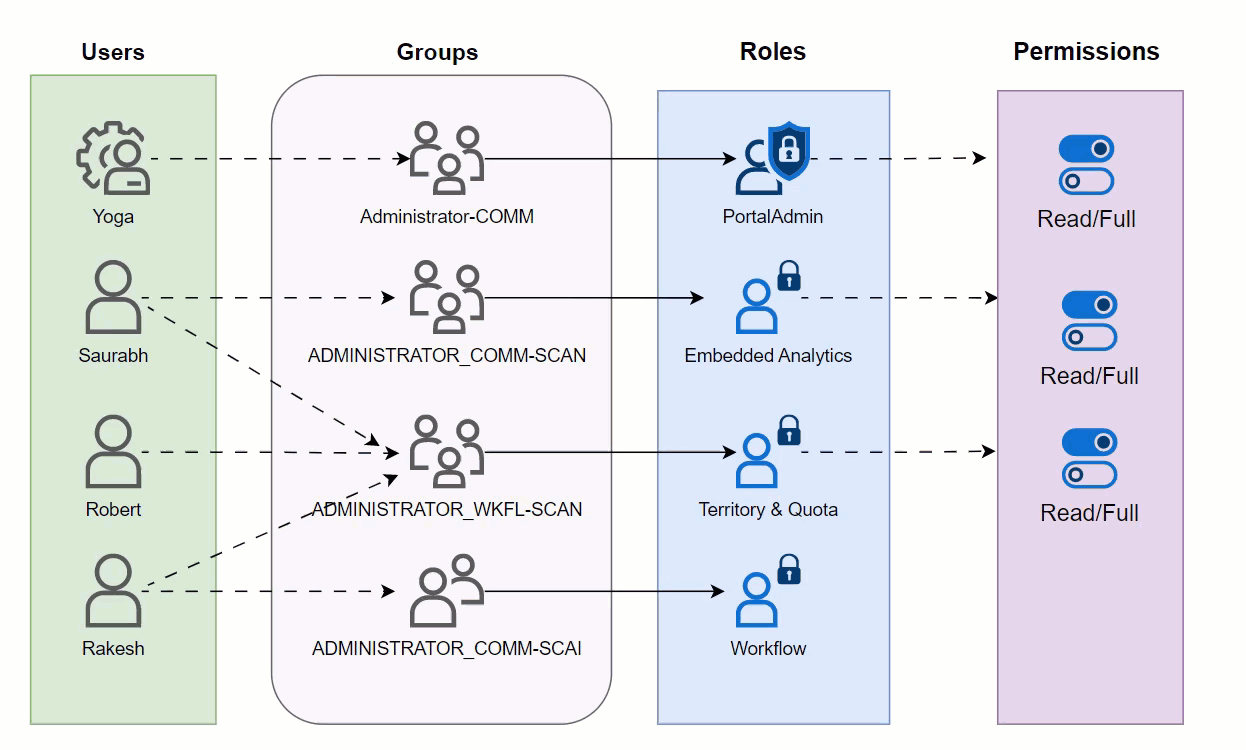 Users
Groups
Roles
Permissions
Yoga
Administrator-COMM
PortalAdmin
Read/Full
Saurabh
ADMINISTRATOR_COMM-SCAN
Embedded Analytics
Read/Full
Robert
ADMINISTRATOR_WKFL-SCAN
Territory & Quota
Read/Full
Rakesh
ADMINISTRATOR_COMM-SCAI
Workflow